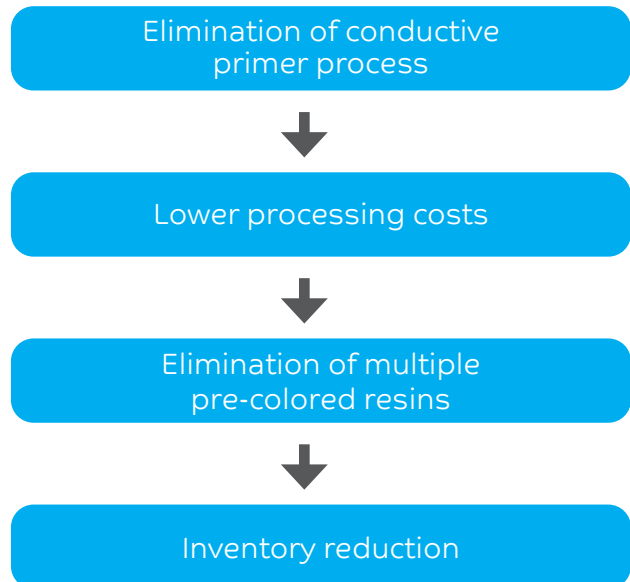 Elimination of conductive
primer process
Lower processing costs
Elimination of multiple
pre-colored resins
Inventory reduction